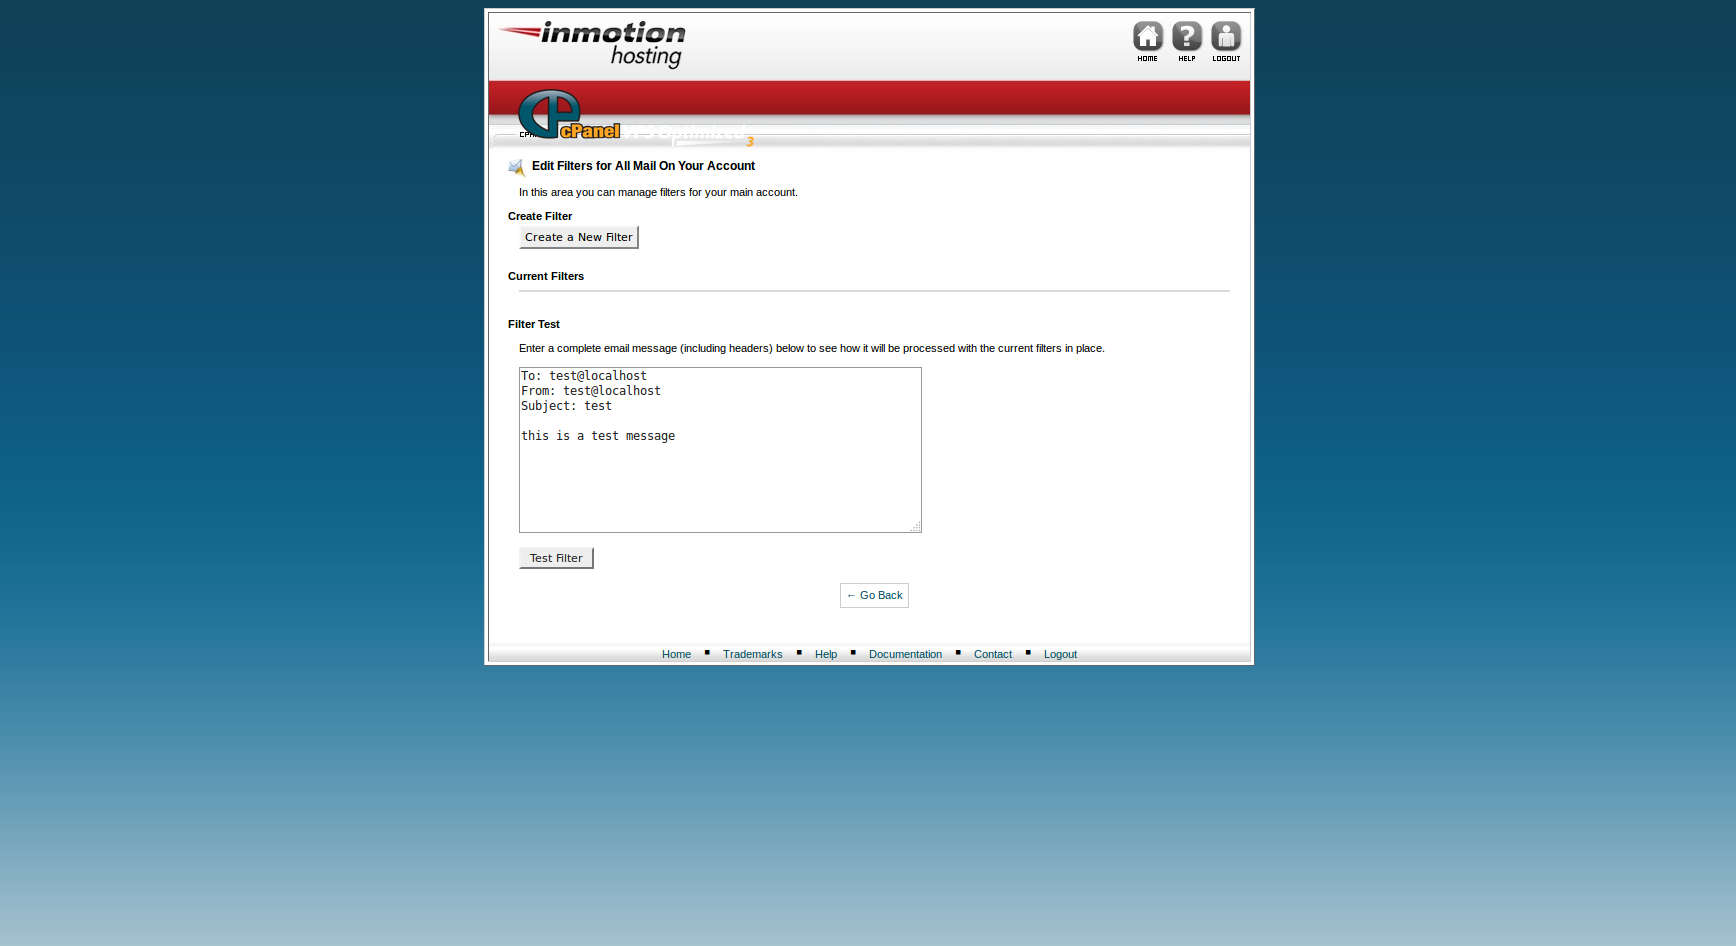 inmotion
hosting
HOME
HELP
LOGOUT
cPanel
Optimized
3
Edit Filters for All Mail On Your Account
In this area you can manage filters for your main account.
Create Filter
Create a New Filter
Current Filters
Filter Test
Enter a complete email message (including headers) below to see how it will be processed with the current filters in place.
To: test@localhost
From: test@localhost
Subject: test
this is a test message
Test Filter
← Go Back
Home ▪ Trademarks ▪ Help ▪ Documentation ▪ Contact ▪ Logout